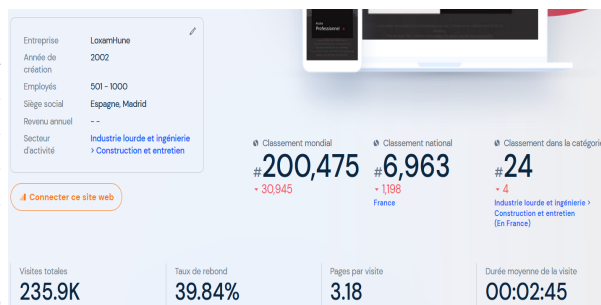 Accès
Professionnel
Entreprise LoxamHune
Année de création 2002
Employés 501 - 1000
Siège social Espagne, Madrid
Revenu annuel - -
Secteur d'activité Industrie lourde et ingénierie
> Construction et entretien
Connecter ce site web
Classement mondial
#200,475
30,945
Classement national
#6,963
1,198
France
Classement dans la catégorie
#24
4
Industrie lourde et ingénierie >
Construction et entretien
(En France)
Visites totales
235.9K
Taux de rebond
39.84%
Pages par visite
3.18
Durée moyenne de la visite
00:02:45